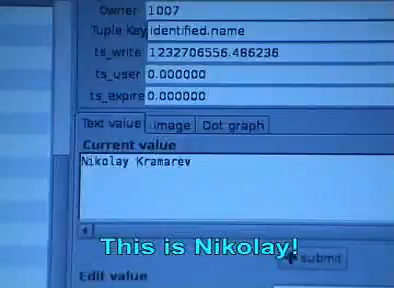 Owner 1007
Tuple Key identified.name
ts_write 1232706556.486236
ts_user 0.000000
ts_expire 0.000000
Text value Image Dot graph
Current value
Nikolay Kramarev
This is Nikolay!
submit
Edit value